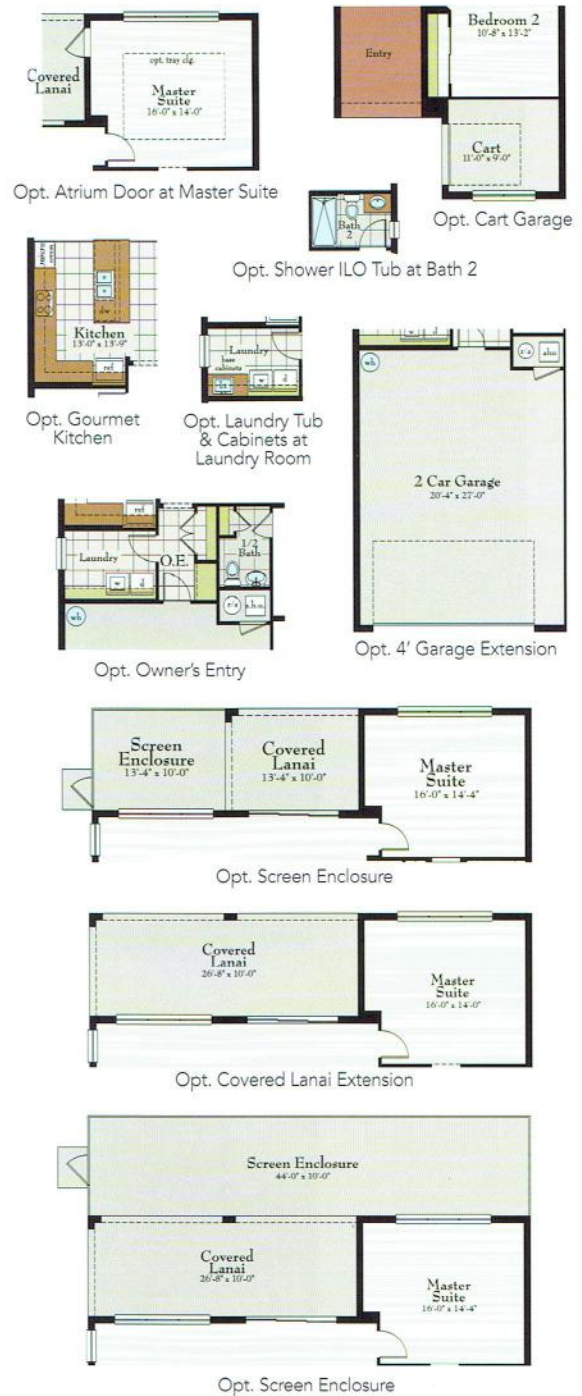 Covered
Lanai
opt. tray clg.
Master
Suite
16'-0" x 14'-0"
Opt. Atrium Door at Master Suite
Entry
Bedroom 2
10'-8" x 13'-2"
Cart
11'-0" x 9'-0"
Opt. Cart Garage
Bath
2
Opt. Shower ILO Tub at Bath 2
Kitchen
13'-0" x 13'-9"
dw
ref
Opt. Gourmet
Kitchen
Laundry
base
cabinets
w
d
Opt. Laundry Tub
& Cabinets at
Laundry Room
wh
r/a
ahu
2 Car Garage
20'-4" x 27'-0"
Opt. 4' Garage Extension
ref
Laundry
w
d
O.E.
1/2
Bath
wh
r/a
a.h.u.
Opt. Owner's Entry
Screen
Enclosure
13'-4" x 10'-0"
Covered
Lanai
13'-4" x 10'-0"
Master
Suite
16'-0" x 14'-4"
Opt. Screen Enclosure
Covered
Lanai
26'-8" x 10'-0"
Master
Suite
16'-0" x 14'-0"
Opt. Covered Lanai Extension
Screen Enclosure
44'-0" x 10'-0"
Covered
Lanai
26'-8" x 10'-0"
Master
Suite
16'-0" x 14'-4"
Opt. Screen Enclosure